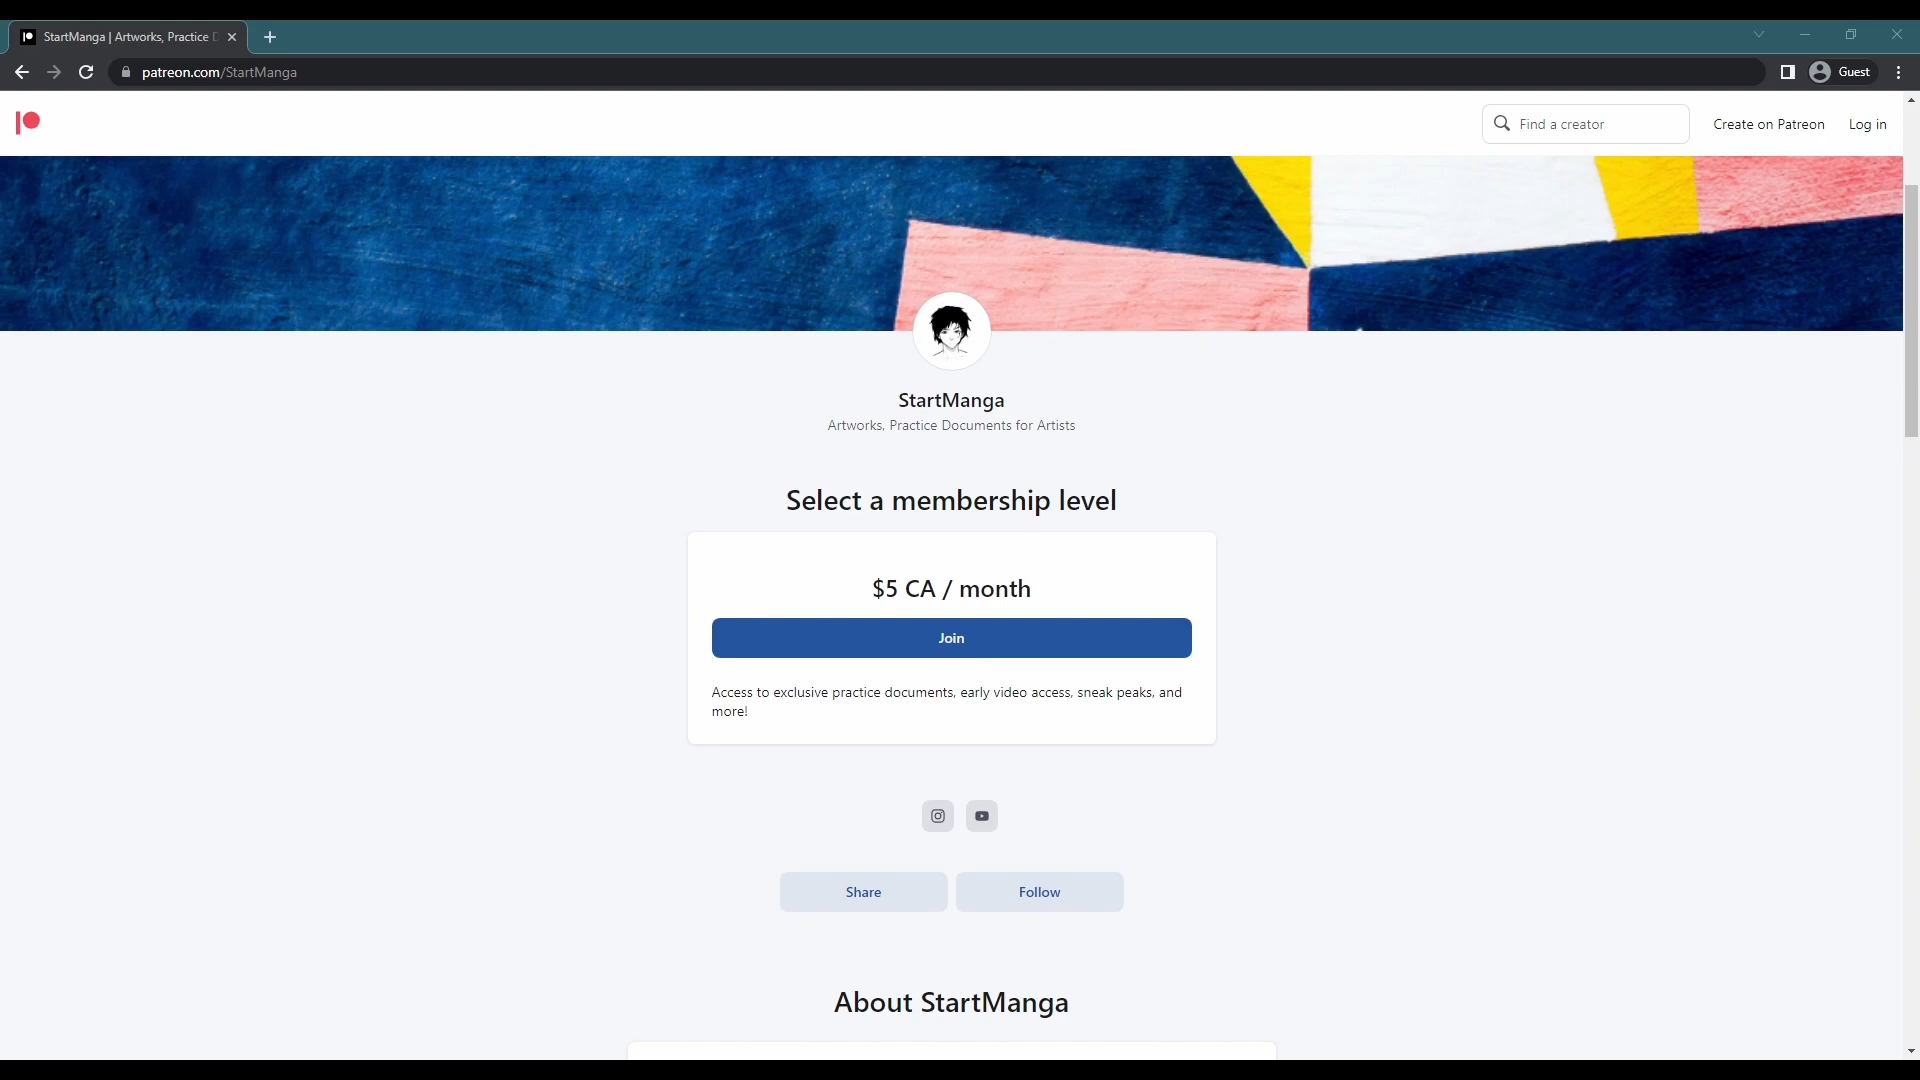 StartManga | Artworks, Practice D
patreon.com/StartManga
Guest
Find a creator
Create on Patreon
Log in
StartManga
Artworks, Practice Documents for Artists
Select a membership level
$5 CA / month
Join
Access to exclusive practice documents, early video access, sneak peaks, and
more!
Share
Follow
About StartManga